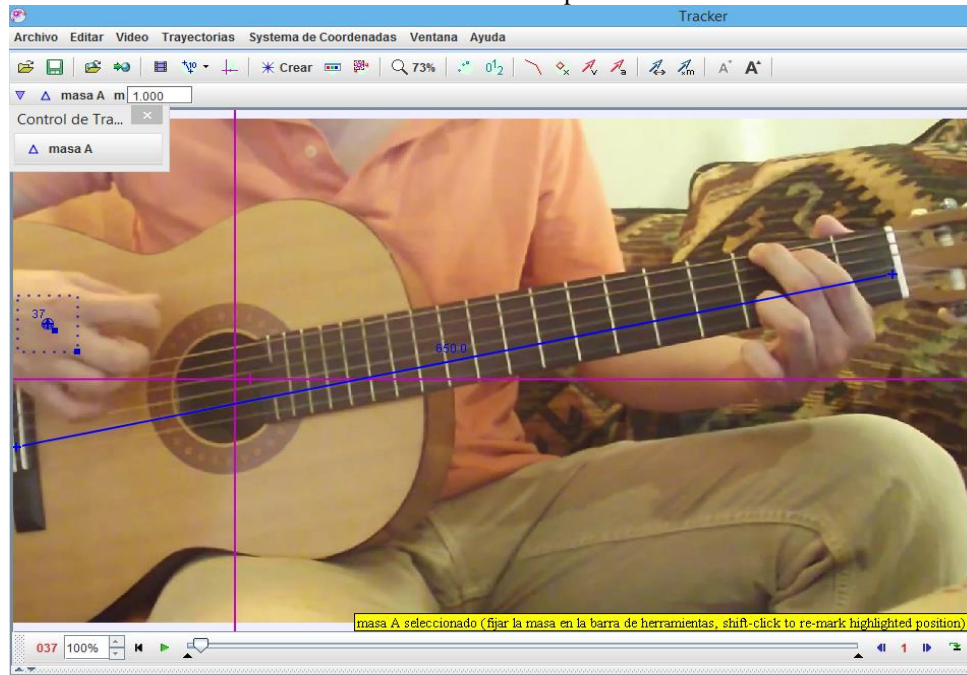 Tracker
Archivo Editar Video Trayectorias Systema de Coordenadas Ventana Ayuda
Crear 73%
masa A m 1.000
Control de Tra...
masa A
37
650.0
masa A seleccionado (fijar la masa en la barra de herramientas, shift-click to re-mark highlighted position)
037 100% 1